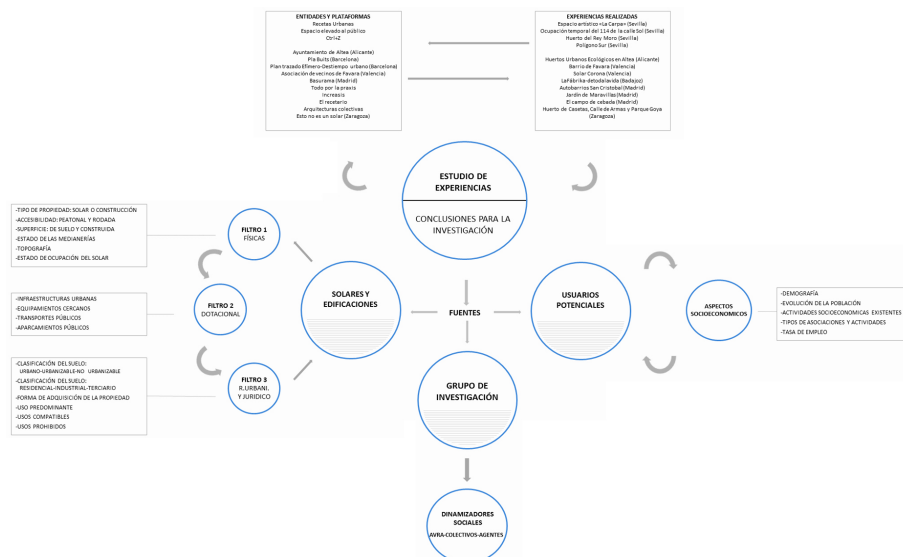 ENTIDADES Y PLATAFORMAS
Recetas Urbanas
Espacio elevado al público
Ctrl+Z
Ayuntamiento de Altea (Alicante)
Pla Buits (Barcelona)
Plan trazado Efímero-Destiempo urbano (Barcelona)
Asociación de vecinos de Favara (Valencia)
Basurama (Madrid)
Todo por la praxis
Increasis
El recetario
Arquitecturas colectivas
Esto no es un solar (Zaragoza)
EXPERIENCIAS REALIZADAS
Espacio artístico «La Carpa» (Sevilla)
Ocupación temporal del 114 de la calle Sol (Sevilla)
Huerto del Rey Moro (Sevilla)
Polígono Sur (Sevilla)
Huertos Urbanos Ecológicos en Altea (Alicante)
Barrio de Favara (Valencia)
Solar Corona (Valencia)
LaFábrika-detodalavida (Badajoz)
Autobarrios San Cristobal (Madrid)
Jardín de Maravillas (Madrid)
El campo de cebada (Madrid)
Huerto de Casetas, Calle de Armas y Parque Goya
(Zaragoza)
ESTUDIO DE
EXPERIENCIAS
CONCLUSIONES PARA LA
INVESTIGACIÓN
-TIPO DE PROPIEDAD: SOLAR O CONSTRUCCIÓN
-ACCESIBILIDAD: PEATONAL Y RODADA
-SUPERFICIE: DE SUELO Y CONSTRUIDA
-ESTADO DE LAS MEDIANERÍAS
-TOPOGRAFÍA
-ESTADO DE OCUPACIÓN DEL SOLAR
FILTRO 1
FÍSICAS
-INFRAESTRUCTURAS URBANAS
-EQUIPAMIENTOS CERCANOS
-TRANSPORTES PÚBLICOS
-APARCAMIENTOS PÚBLICOS
FILTRO 2
DOTACIONAL
-CLASIFICACIÓN DEL SUELO:
URBANO-URBANIZABLE-NO URBANIZABLE
-CLASIFICACIÓN DEL SUELO:
RESIDENCIAL-INDUSTRIAL-TERCIARIO
-FORMA DE ADQUISICIÓN DE LA PROPIEDAD
-USO PREDOMINANTE
-USOS COMPATIBLES
-USOS PROHIBIDOS
FILTRO 3
R.URBANI.
Y JURIDICO
SOLARES Y
EDIFICACIONES
FUENTES
USUARIOS
POTENCIALES
ASPECTOS
SOCIOECONOMICOS
-DEMOGRAFÍA
-EVOLUCIÓN DE LA POBLACIÓN
-ACTIVIDADES SOCIOECONOMICAS EXISTENTES
-TIPOS DE ASOCIACIONES Y ACTIVIDADES
-TASA DE EMPLEO
GRUPO DE
INVESTIGACIÓN
DINAMIZADORES
SOCIALES
AVRA-COLECTIVOS-AGENTES